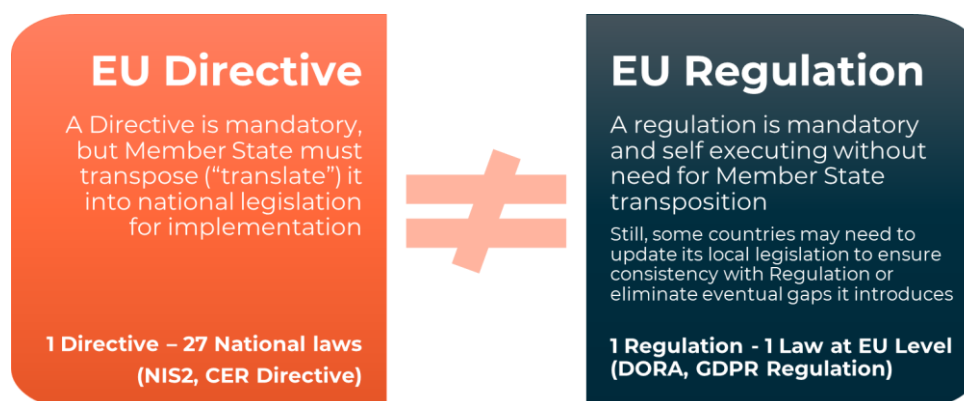 EU Directive
A Directive is mandatory,
but Member State must
transpose (“translate”) it
into national legislation
for implementation
1 Directive – 27 National laws
(NIS2, CER Directive)
≠
EU Regulation
A regulation is mandatory
and self executing without
need for Member State
transposition
Still, some countries may need to
update its local legislation to ensure
consistency with Regulation or
eliminate eventual gaps it introduces
1 Regulation - 1 Law at EU Level
(DORA, GDPR Regulation)